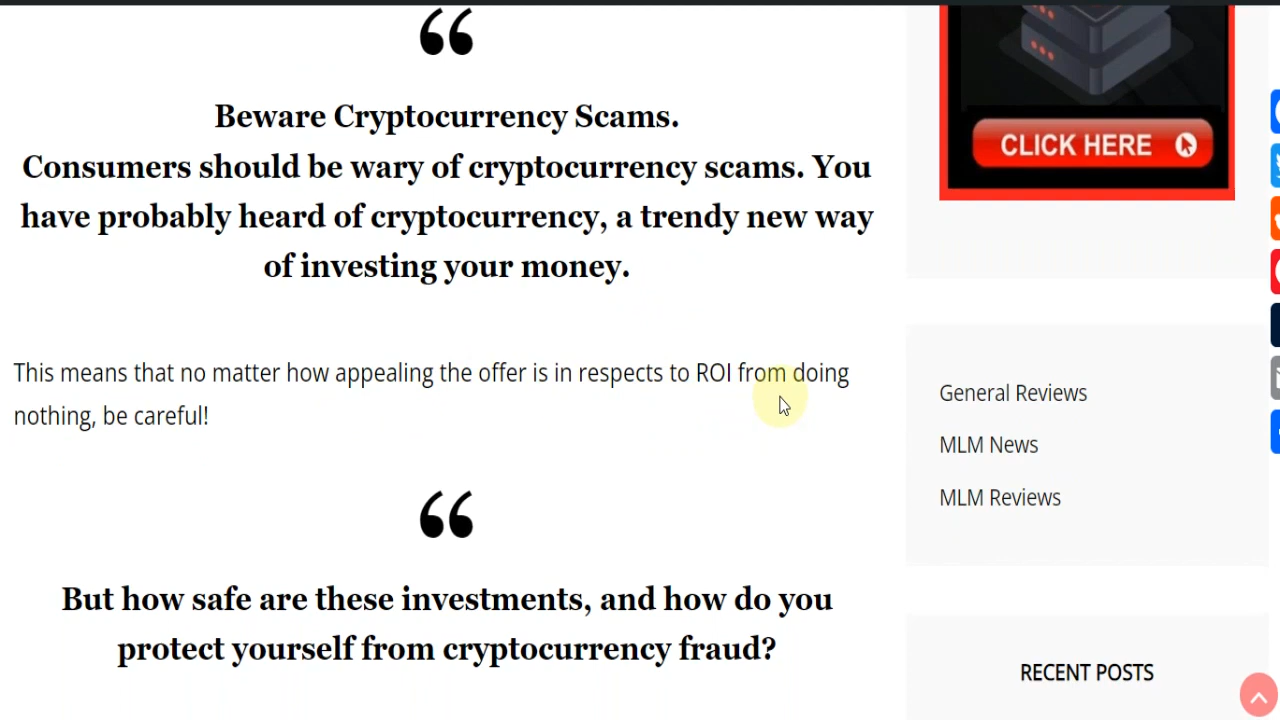 Beware Cryptocurrency Scams.
Consumers should be wary of cryptocurrency scams. You
have probably heard of cryptocurrency, a trendy new way
of investing your money.
This means that no matter how appealing the offer is in respects to ROI from doing
nothing, be careful!
But how safe are these investments, and how do you
protect yourself from cryptocurrency fraud?
CLICK HERE
General Reviews
MLM News
MLM Reviews
RECENT POSTS